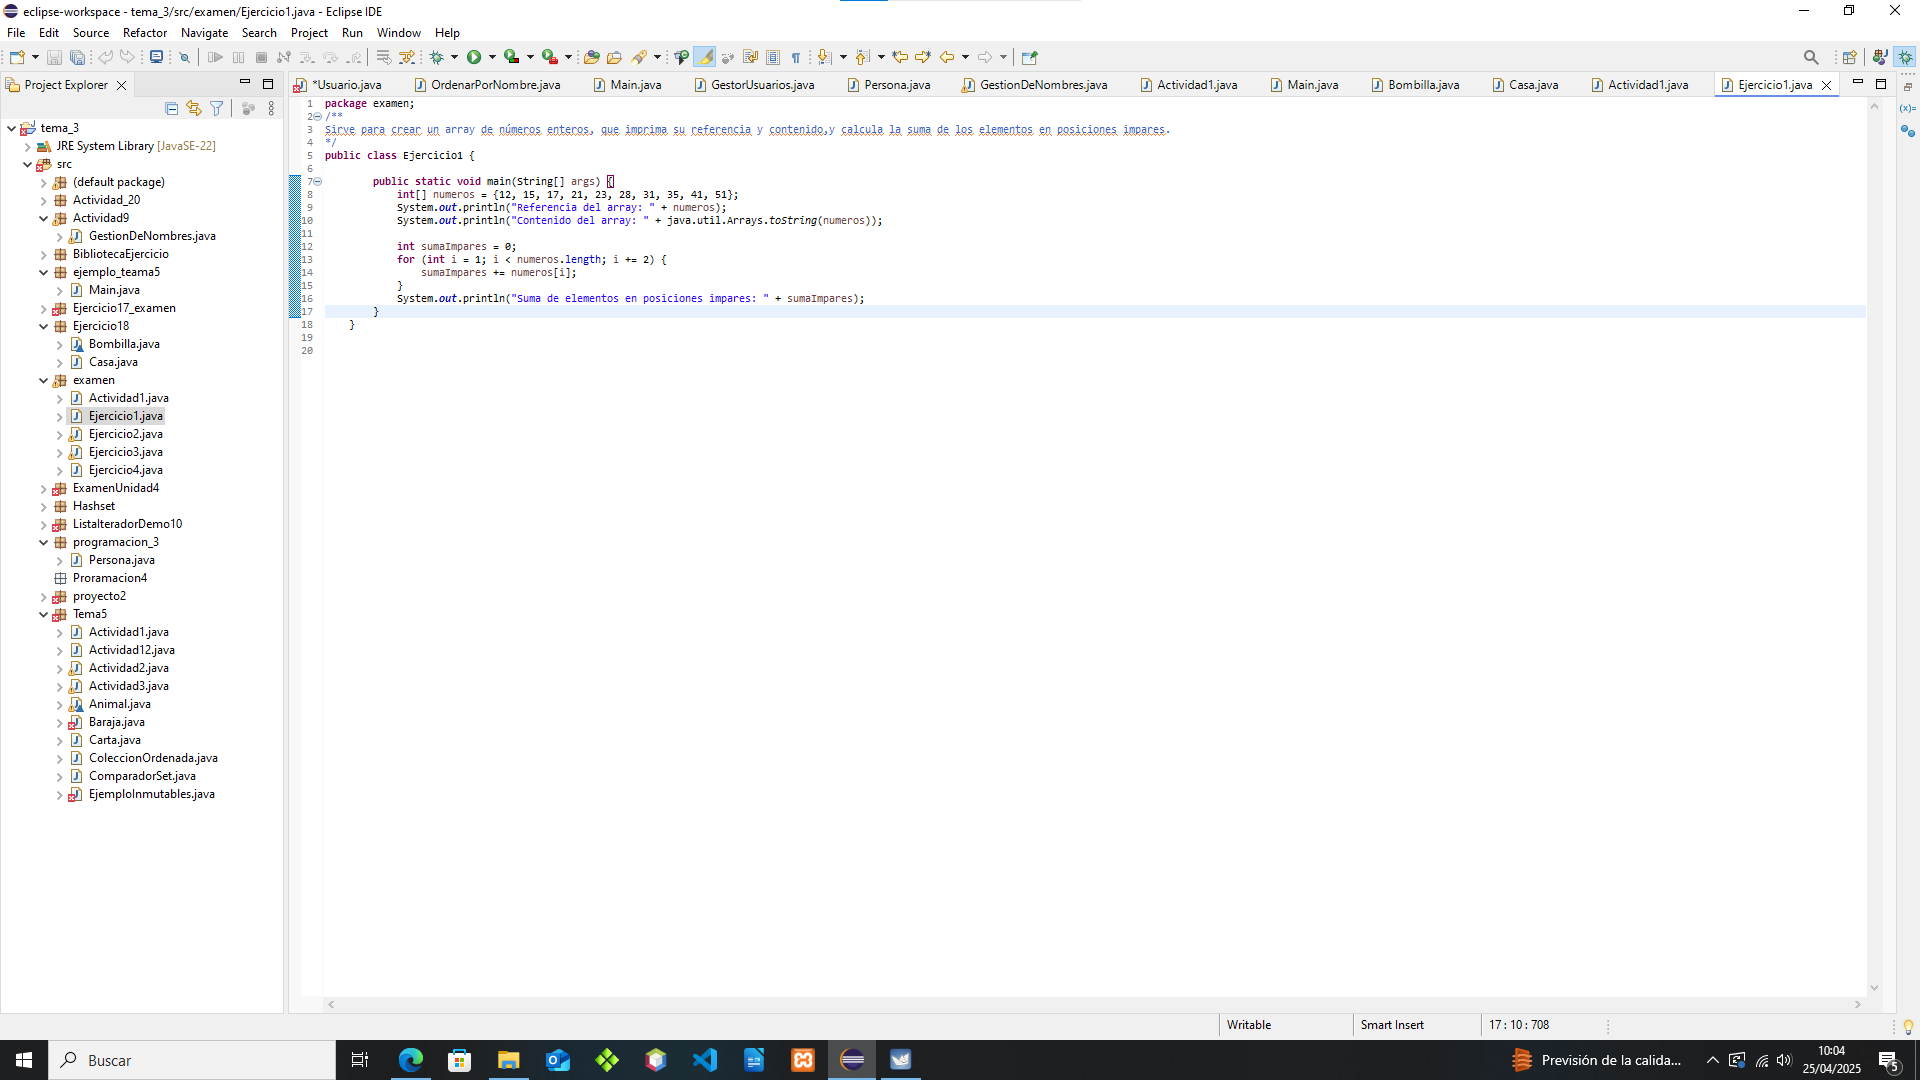 eclipse-workspace - tema_3/src/examen/Ejercicio1.java - Eclipse IDE
File Edit Source Refactor Navigate Search Project Run Window Help
Project Explorer
*Usuario.java OrdenarPorNombre.java Main.java GestorUsuarios.java Persona.java GestionDeNombres.java Actividad1.java Main.java Bombilla.java Casa.java Actividad1.java Ejercicio1.java
tema_3
JRE System Library [JavaSE-22]
src
(default package)
Actividad_20
Actividad9
GestionDeNombres.java
BibliotecaEjercicio
ejemplo_teama5
Main.java
Ejercicio17_examen
Ejercicio18
Bombilla.java
Casa.java
examen
Actividad1.java
Ejercicio1.java
Ejercicio2.java
Ejercicio3.java
Ejercicio4.java
ExamenUnidad4
Hashset
ListaIteradorDemo10
programacion_3
Persona.java
Proramacion4
proyecto2
Tema5
Actividad1.java
Actividad12.java
Actividad2.java
Actividad3.java
Animal.java
Baraja.java
Carta.java
ColeccionOrdenada.java
ComparadorSet.java
EjemploInmutables.java
1 package examen;
2 /**
3 Sirve para crear un array de números enteros, que imprima su referencia y contenido,y calcula la suma de los elementos en posiciones impares.
4 */
5 public class Ejercicio1 {
6
7 public static void main(String[] args) {
8 int[] numeros = {12, 15, 17, 21, 23, 28, 31, 35, 41, 51};
9 System.out.println("Referencia del array: " + numeros);
10 System.out.println("Contenido del array: " + java.util.Arrays.toString(numeros));
11
12 int sumaImpares = 0;
13 for (int i = 1; i < numeros.length; i += 2) {
14 sumaImpares += numeros[i];
15 }
16 System.out.println("Suma de elementos en posiciones impares: " + sumaImpares);
17 }
18 }
19
20
Writable Smart Insert 17 : 10 : 708
Buscar
Previsión de la calida...
10:04
25/04/2025
5